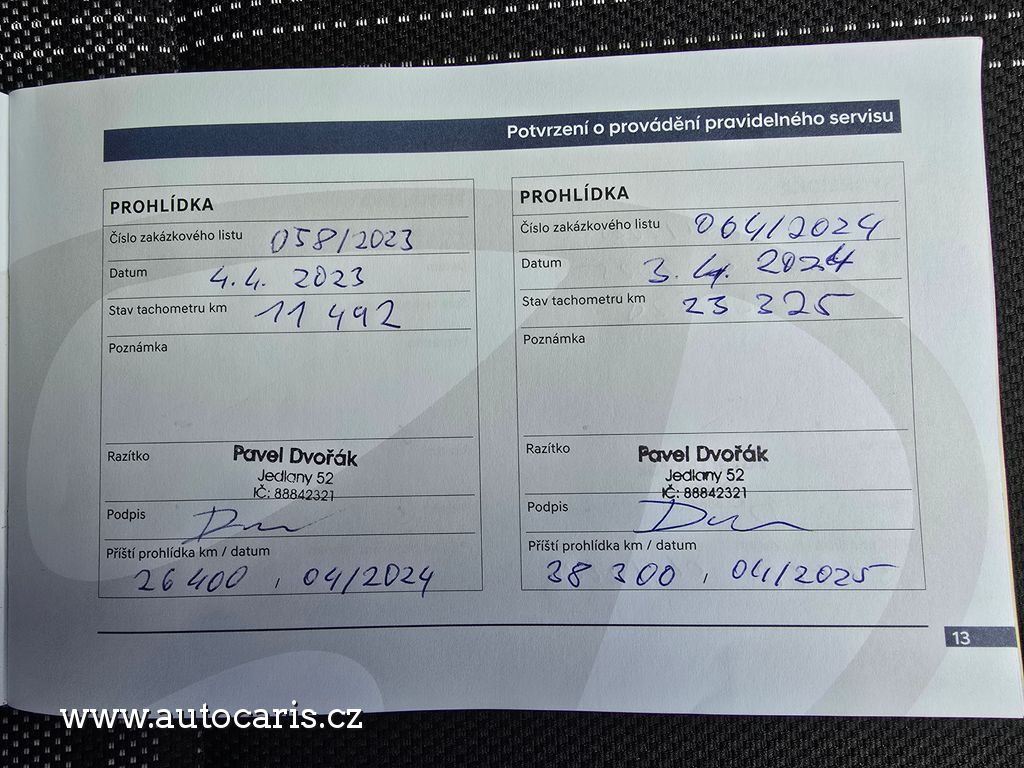 Potvrzení o provádění pravidelného servisu
PROHLÍDKA
Číslo zakázkového listu 058/2023
Datum 4.4. 2023
Stav tachometru km 11 492
Poznámka
Razítko Pavel Dvořák
Jedlany 52
IČ: 88842321
Podpis
Příští prohlídka km / datum
26 400 , 04/2024
PROHLÍDKA
Číslo zakázkového listu 064/2024
Datum 3.4. 2024
Stav tachometru km 23 325
Poznámka
Razítko Pavel Dvořák
Jedlany 52
IČ: 88842321
Podpis
Příští prohlídka km / datum
38 300 , 04/2025
13
www.autocaris.cz